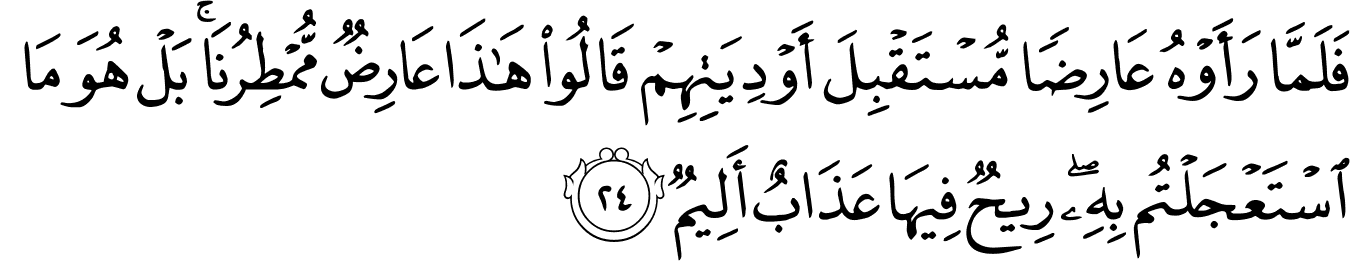 فَلَمَّا رَأَوْهُ عَارِضًا مُّسْتَقْبِلَ أَوْدِيَتِهِمْ قَالُوا۟ هَـٰذَا عَارِضٌ مُّمْطِرُنَا ۚ بَلْ هُوَ مَا
ٱسْتَعْجَلْتُم بِهِۦ ۖ رِيحٌ فِيهَا عَذَابٌ أَلِيمٌ ٢٤